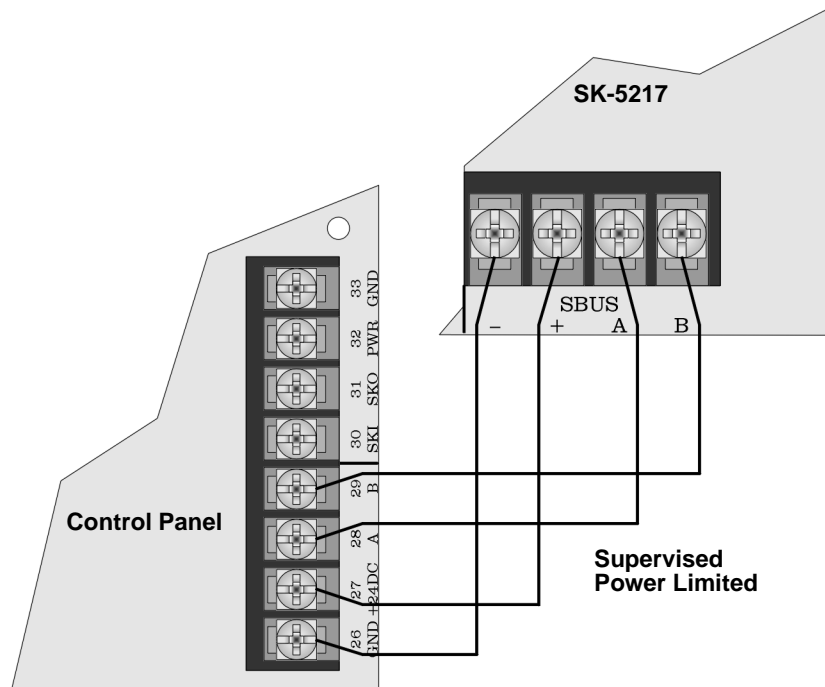 SK-5217
SBUS
– + A B
33 GND
32 PWR
31 SKO
30 SKI
29 B
28 A
27 +24DC
26 GND
Control Panel
Supervised
Power Limited